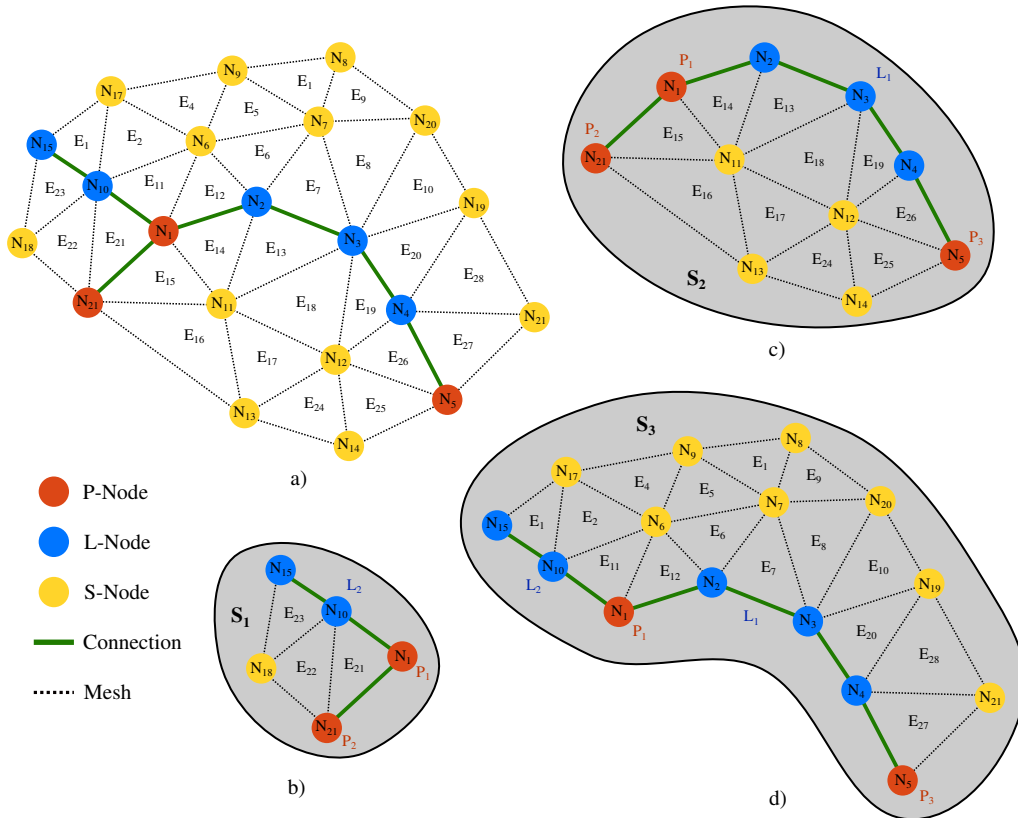 N8
N9
E1
N17
E9
E4
E5
N7
N20
N15
E1
E2
N6
E6
E8
N10
E11
E23
E12
N2
E7
E10
N19
N18
E22
E21
N1
E14
E13
N3
E20
E28
E15
N21
N11
E18
E19
N4
N21
E16
E17
N12
E26
E27
E24
E25
N5
N13
N14
a)
P1
N2
L1
N1
N3
E14
E13
P2
E15
N21
N11
E18
E19
N4
E16
E17
N12
E26
P3
N13
E24
E25
N5
S2
N14
c)
P-Node
L-Node
S-Node
Connection
Mesh
N15
L2
S1
E23
N10
N18
E22
E21
N1
P1
N21
P2
b)
S3
N8
N9
N17
E1
E9
E4
E5
N7
N20
N15
E1
E2
N6
E6
E8
N10
E11
E12
N2
E7
E10
N19
L2
N1
P1
L1
N3
E20
E28
N4
N21
E27
N5
P3
d)